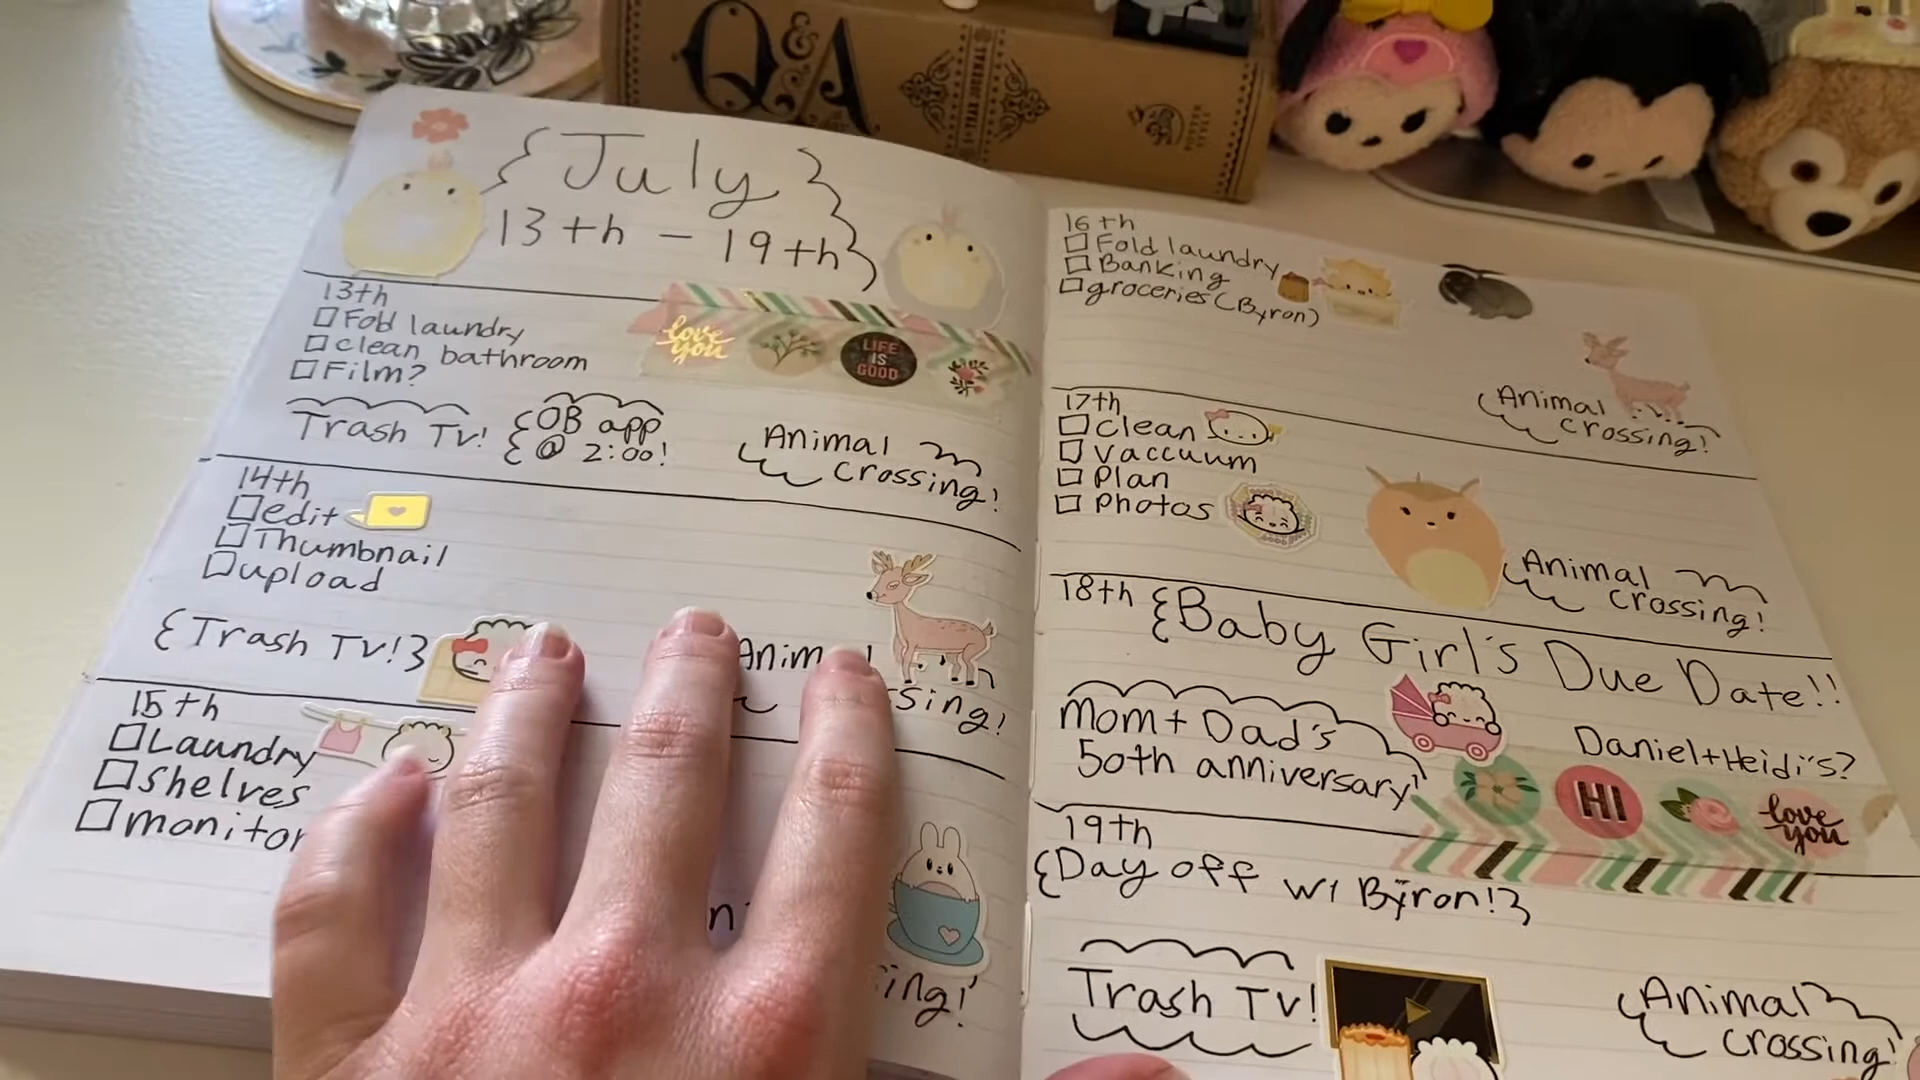 Q&A
July
13th - 19th
13th
Fold laundry
clean bathroom
Film?
love you
LIFE IS GOOD
Trash Tv!
OB app
@ 2:00!
Animal
crossing!
14th
edit
Thumbnail
upload
{Trash TV!}
15th
Laundry
shelves
monitor
16th
Fold laundry
Banking
groceries (Byron)
Animal
crossing!
17th
clean
vaccuum
Plan
Photos
Animal
crossing!
18th {Baby Girl's Due Date!!
mom + Dad's
50th anniversary
Daniel+Heidi's?
HI
love you
19th
{Day off w/ Byron!}
Trash TV!
Animal
crossing!